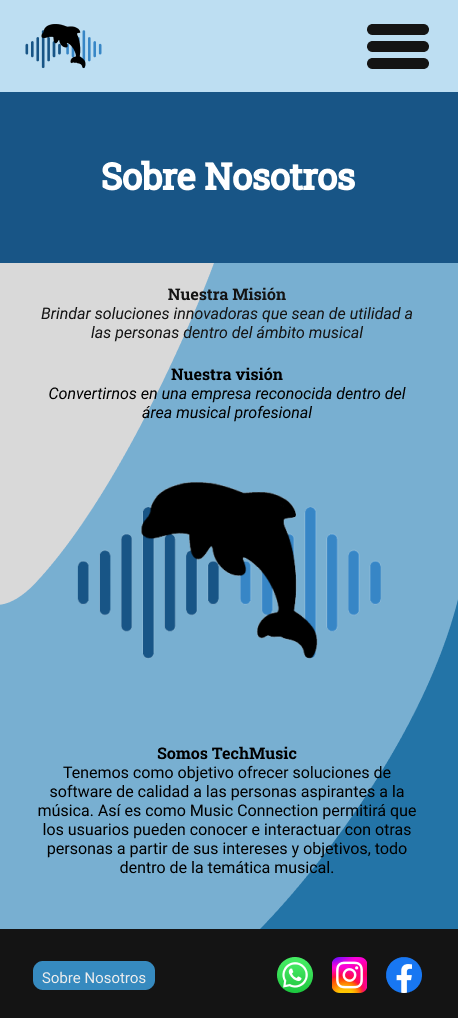 Sobre Nosotros
Nuestra Misión
Brindar soluciones innovadoras que sean de utilidad a
las personas dentro del ámbito musical
Nuestra visión
Convertirnos en una empresa reconocida dentro del
área musical profesional
Somos TechMusic
Tenemos como objetivo ofrecer soluciones de
software de calidad a las personas aspirantes a la
música. Así es como Music Connection permitirá que
los usuarios pueden conocer e interactuar con otras
personas a partir de sus intereses y objetivos, todo
dentro de la temática musical.
Sobre Nosotros